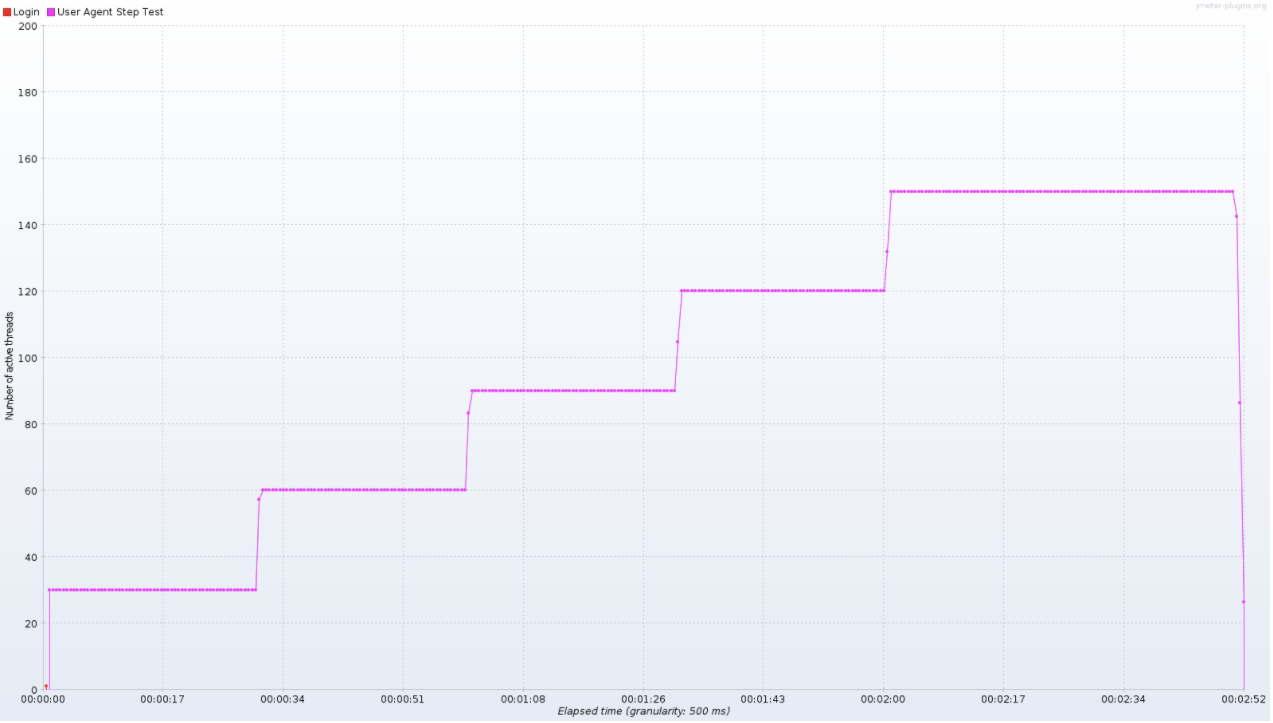 jmeter-plugins.org
Login User Agent Step Test
200
180
160
140
120
100
80
60
40
20
0
Number of active threads
00:00:00 00:00:17 00:00:34 00:00:51 00:01:08 00:01:26 00:01:43 00:02:00 00:02:17 00:02:34 00:02:52
Elapsed time (granularity: 500 ms)